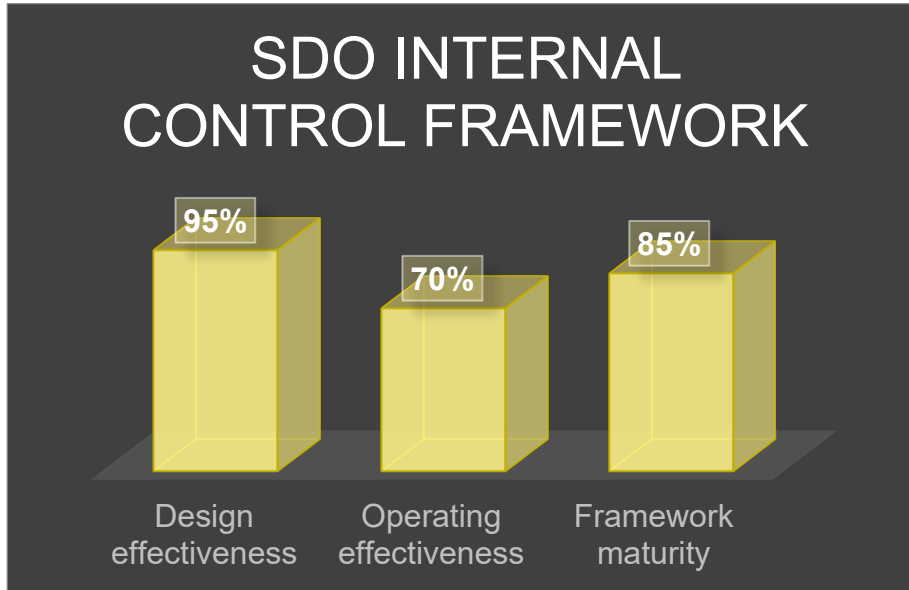 SDO INTERNAL
CONTROL FRAMEWORK
95%
70%
85%
Design
effectiveness
Operating
effectiveness
Framework
maturity